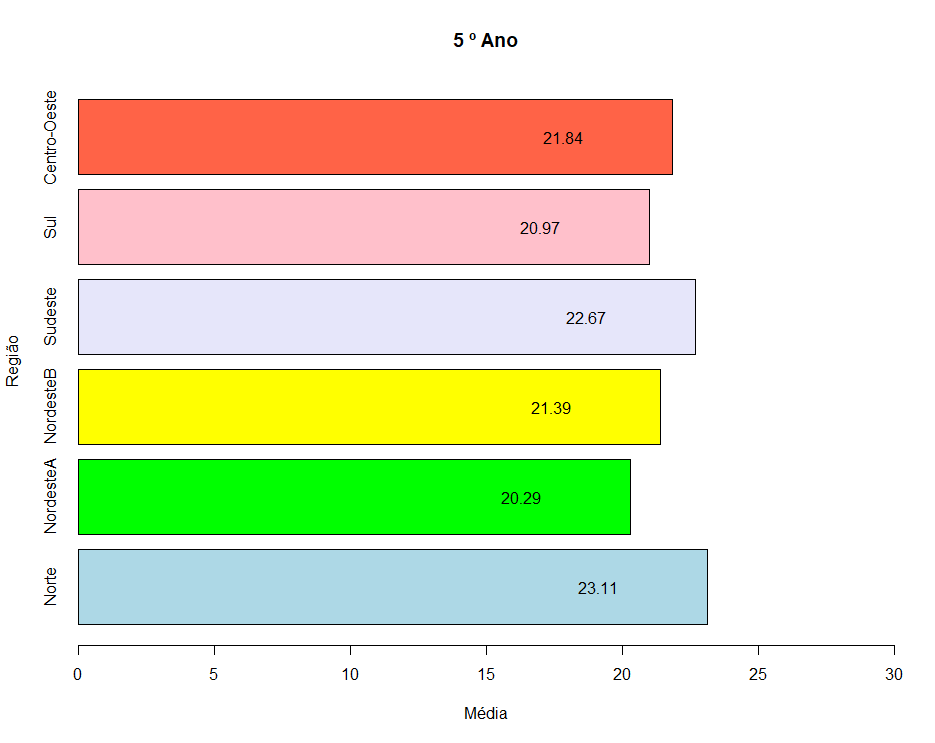 5 º Ano
Região
Centro-Oeste
21.84
Sul
20.97
Sudeste
22.67
NordesteB
21.39
NordesteA
20.29
Norte
23.11
0 5 10 15 20 25 30
Média